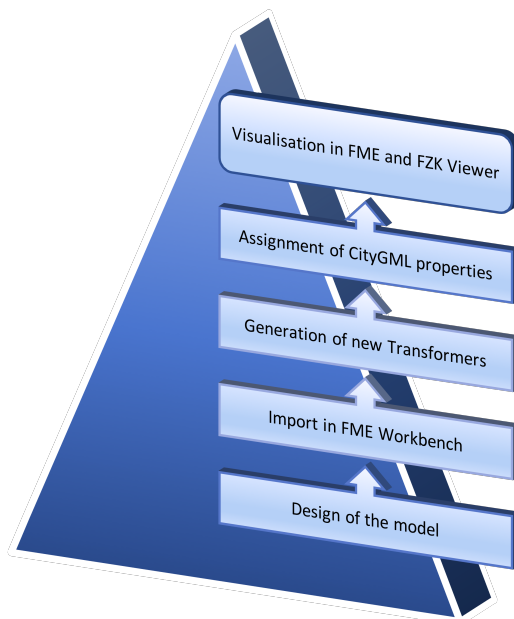 Visualisation in FME and FZK Viewer
Assignment of CityGML properties
Generation of new Transformers
Import in FME Workbench
Design of the model